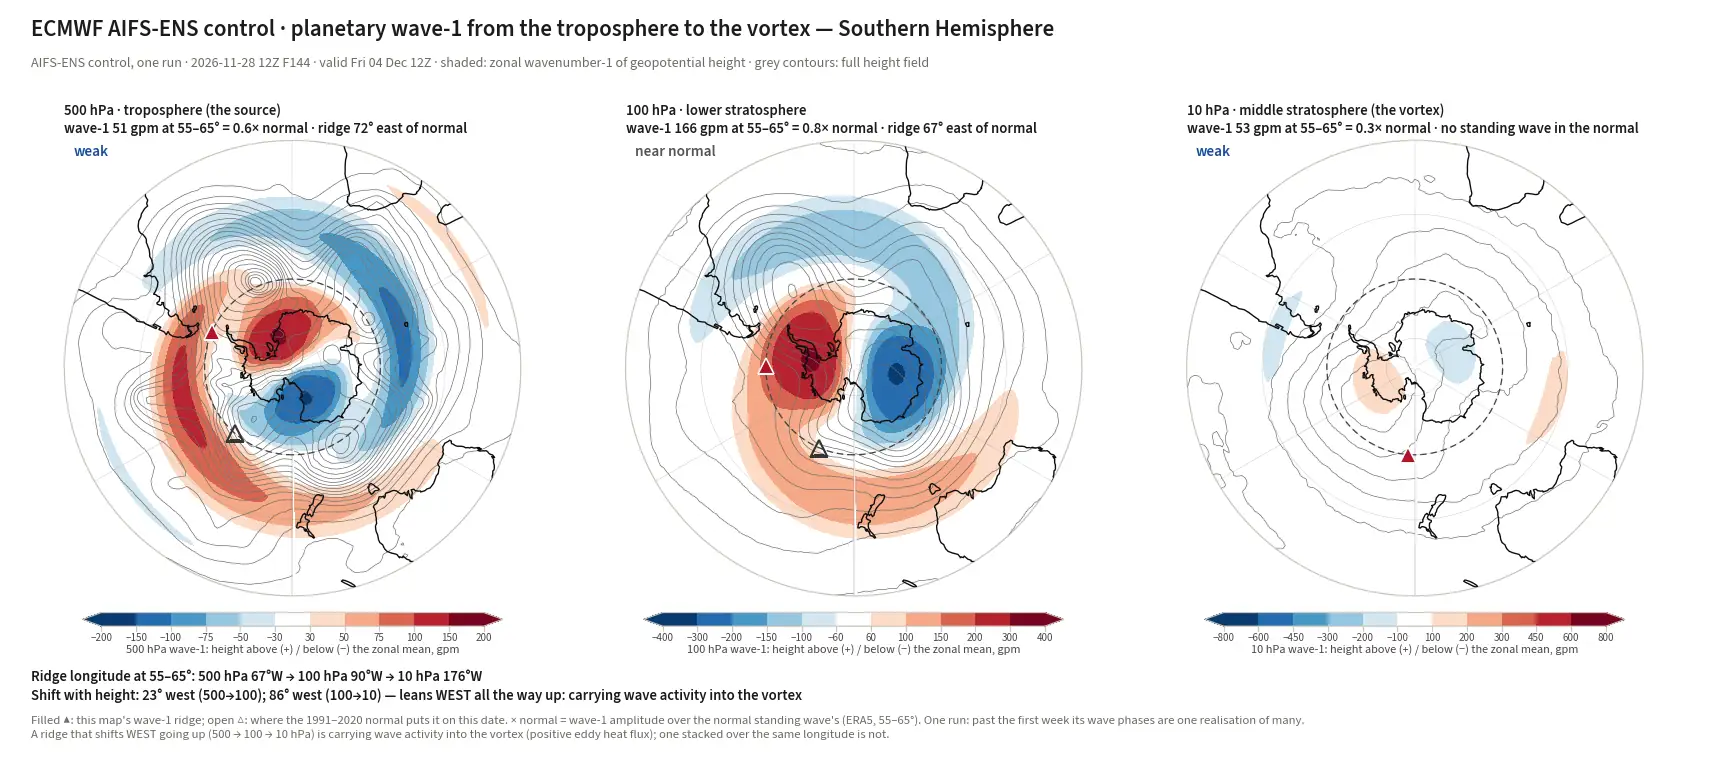 ECMWF AIFS-ENS control · planetary wave-1 from the troposphere to the vortex — Southern Hemisphere
AIFS-ENS control, one run · 2026-11-28 12Z F144 · valid Fri 04 Dec 12Z · shaded: zonal wavenumber-1 of geopotential height · grey contours: full height field
500 hPa · troposphere (the source)
wave-1 51 gpm at 55–65° = 0.6× normal · ridge 72° east of normal
weak
100 hPa · lower stratosphere
wave-1 166 gpm at 55–65° = 0.8× normal · ridge 67° east of normal
near normal
10 hPa · middle stratosphere (the vortex)
wave-1 53 gpm at 55–65° = 0.3× normal · no standing wave in the normal
weak
−200 −150 −100 −75 −50 −30 30 50 75 100 150 200
500 hPa wave-1: height above (+) / below (−) the zonal mean, gpm
−400 −300 −200 −150 −100 −60 60 100 150 200 300 400
100 hPa wave-1: height above (+) / below (−) the zonal mean, gpm
−800 −600 −450 −300 −200 −100 100 200 300 450 600 800
10 hPa wave-1: height above (+) / below (−) the zonal mean, gpm
Ridge longitude at 55–65°: 500 hPa 67°W → 100 hPa 90°W → 10 hPa 176°W
Shift with height: 23° west (500→100); 86° west (100→10) — leans WEST all the way up: carrying wave activity into the vortex
Filled ▲: this map's wave-1 ridge; open △: where the 1991–2020 normal puts it on this date. × normal = wave-1 amplitude over the normal standing wave's (ERA5, 55–65°). One run: past the first week its wave phases are one realisation of many.
A ridge that shifts WEST going up (500 → 100 → 10 hPa) is carrying wave activity into the vortex (positive eddy heat flux); one stacked over the same longitude is not.